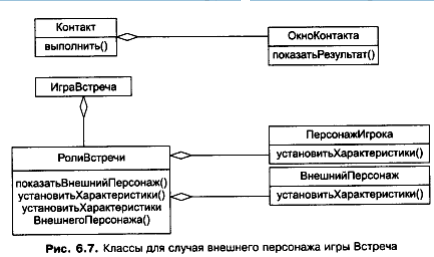 Контакт
выполнить()
ОкноКонтакта
показатьРезультат()
ИграВстреча
РолиВстречи
показатьВнешнийПерсонаж()
установитьХарактеристики()
установитьХарактеристики
ВнешнегоПерсонажа()
ПерсонажИгрока
установитьХарактеристики()
ВнешнийПерсонаж
установитьХарактеристики()
Рис. 6.7. Классы для случая внешнего персонажа игры Встреча